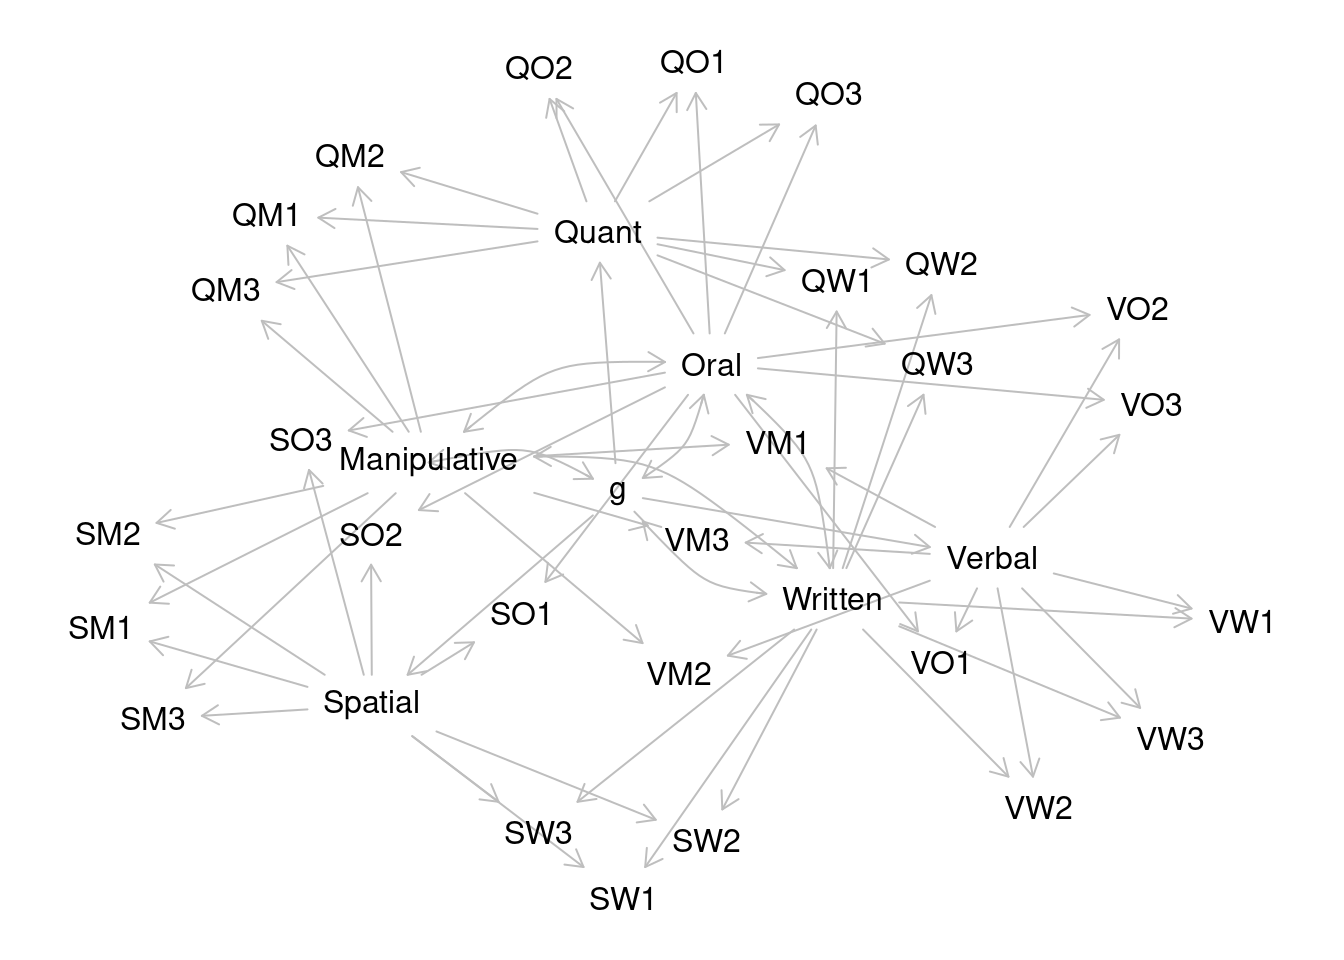 QO1
QO2
QO3
QM2
QM1
Quant
QW2
QW1
QM3
VO2
Oral
QW3
VO3
SO3
VM1
Manipulative
g
SM2
SO2
VM3
Verbal
Written
SO1
VW1
SM1
VO1
VM2
Spatial
SM3
VW3
VW2
SW3
SW2
SW1